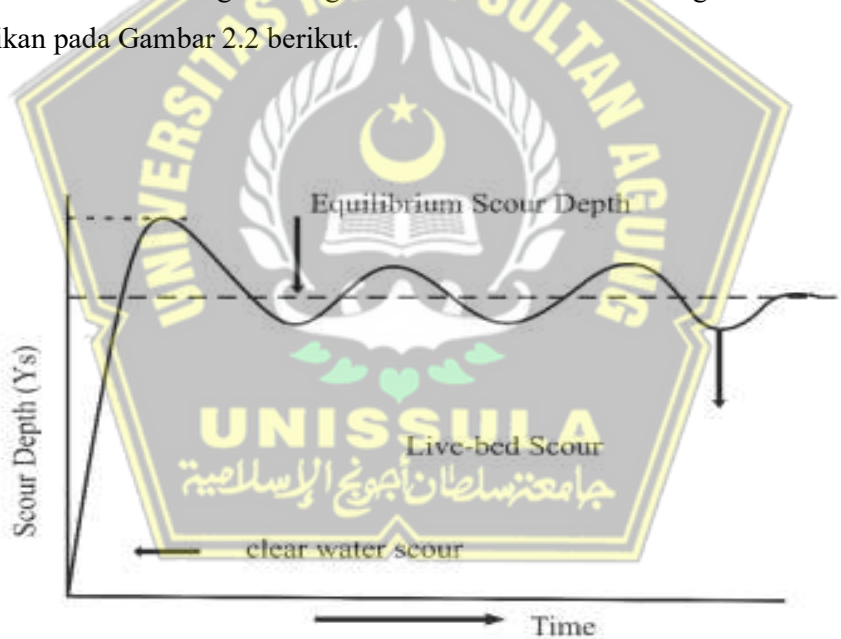 ikan pada Gambar 2.2 berikut.
UNIVERSITAS ISLAM SULTAN AGUNG
Equilibrium Scour Depth
Scour Depth (Ys)
UNISSULA
Live-bed Scour
جامعة سلطان أجونج الإسلامية
clear water scour
Time